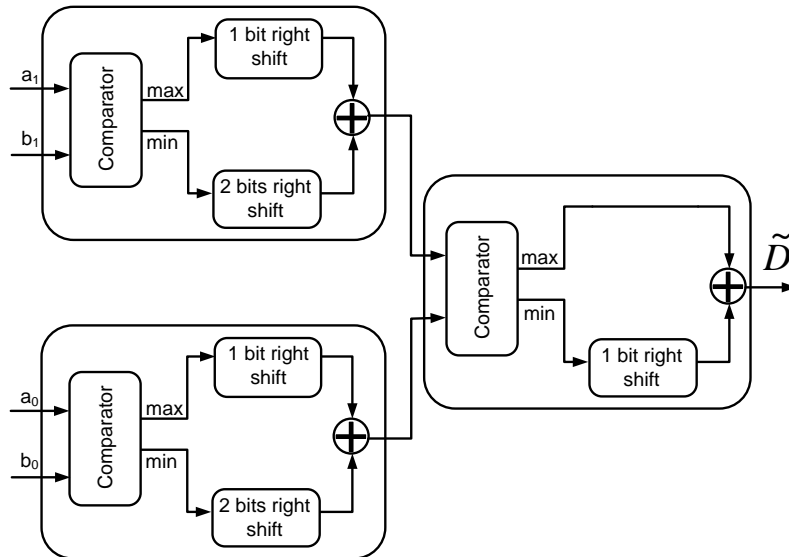 1 bit right
shift
a₁
b₁
Comparator
max
min
2 bits right
shift
Comparator
max
min
1 bit right
shift
D̃
1 bit right
shift
a₀
b₀
Comparator
max
min
2 bits right
shift